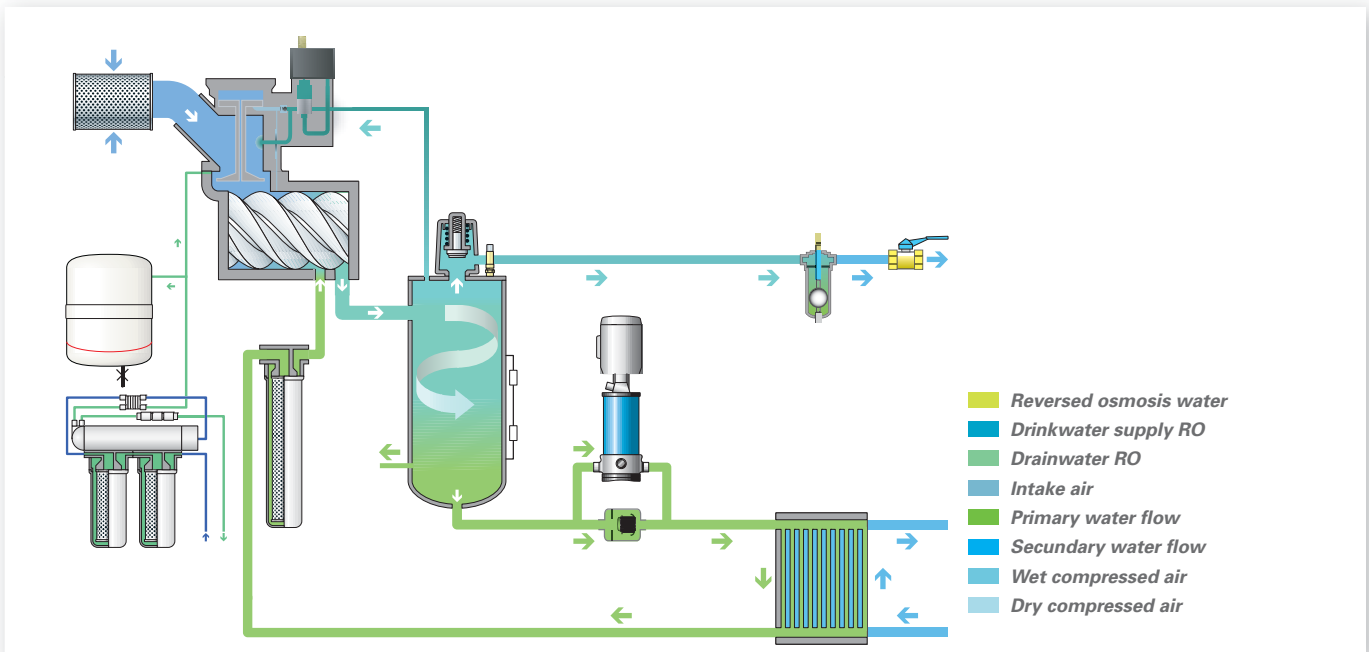 Reversed osmosis water
Drinkwater supply RO
Drainwater RO
Intake air
Primary water flow
Secundary water flow
Wet compressed air
Dry compressed air